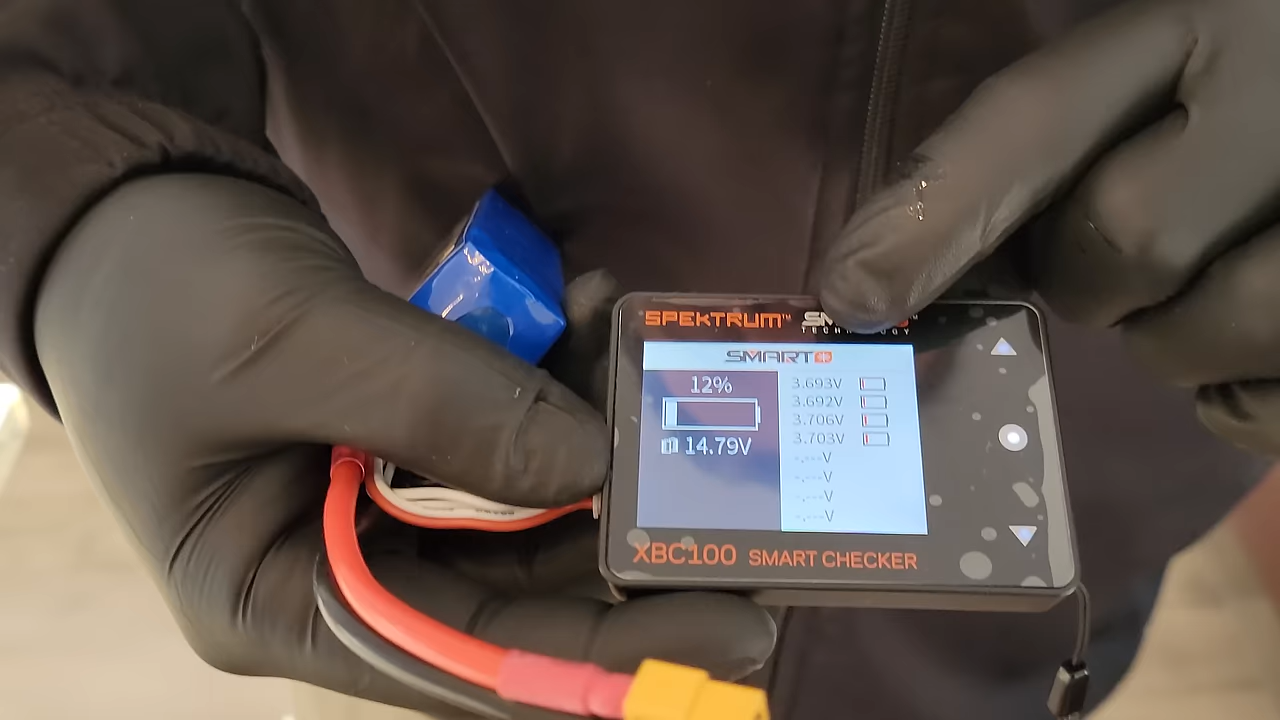 SPEKTRUM™
SMART
12%
14.79V
3.693V
3.692V
3.706V
3.703V
-.---V
-.---V
-.---V
-.---V
XBC100 SMART CHECKER